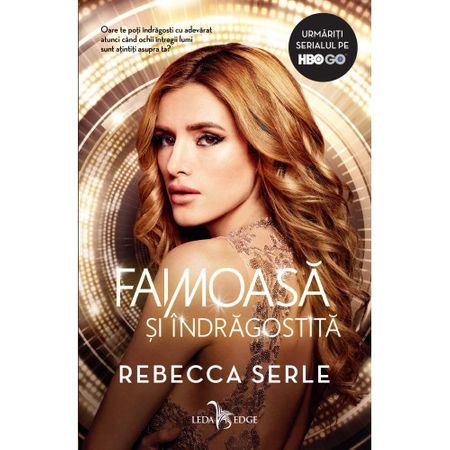 Oare te poți îndrăgosti cu adevărat
atunci când ochii întregii lumi
sunt ațintiți asupra ta?
URMĂRIȚI
SERIALUL PE
HBO GO
FAIMOASĂ
ȘI ÎNDRĂGOSTITĂ
REBECCA SERLE
LEDA EDGE